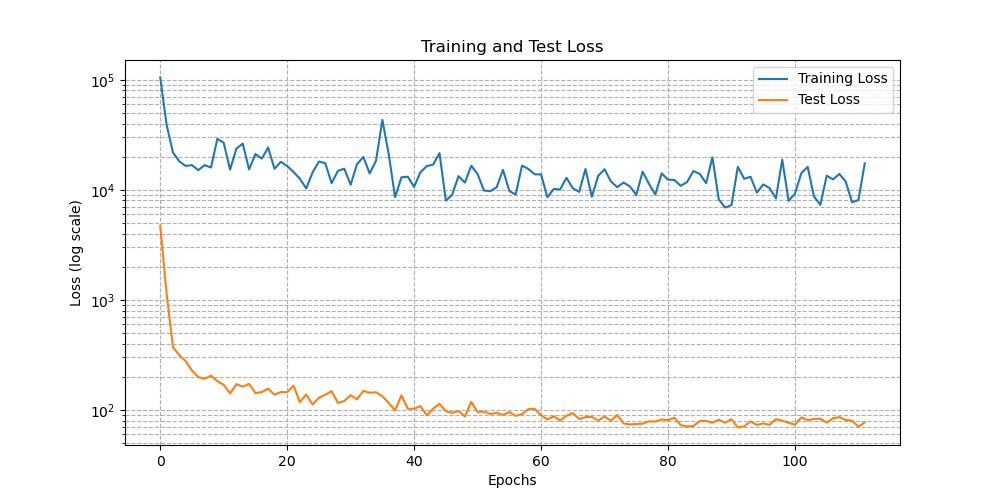 Training and Test Loss
Training Loss
Test Loss
10^5
10^4
10^3
10^2
Loss (log scale)
0 20 40 60 80 100
Epochs